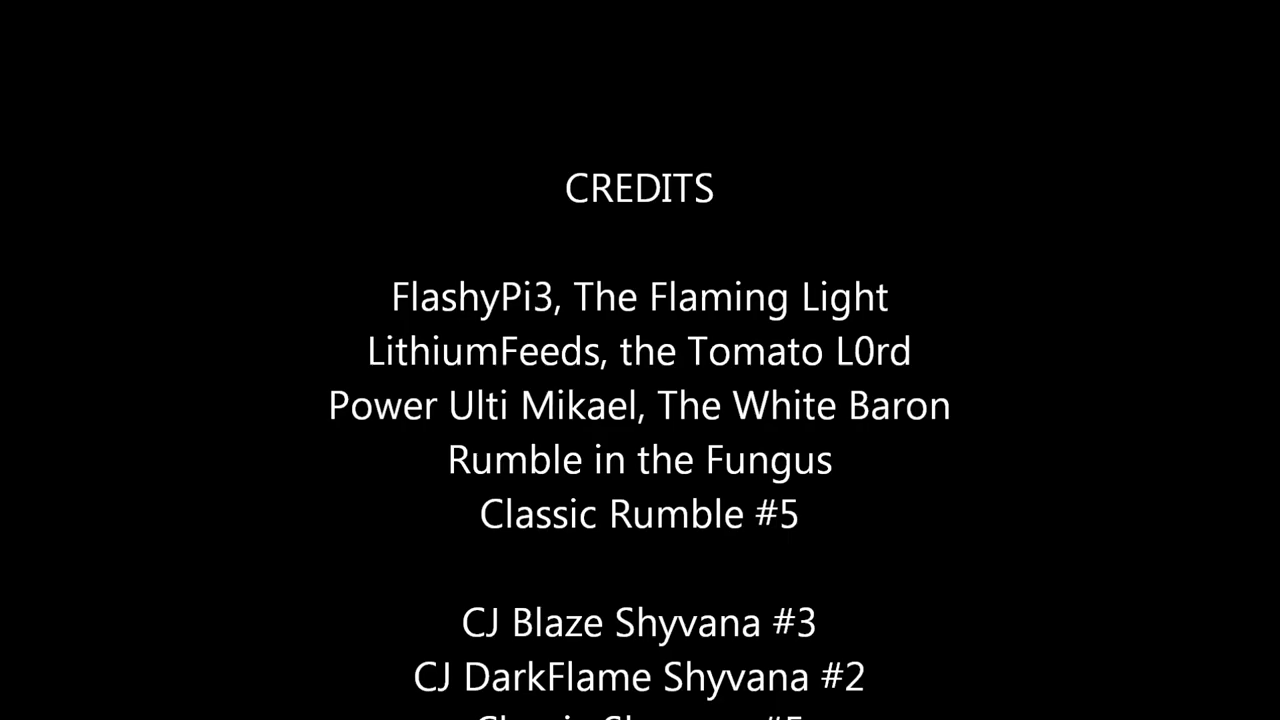 CREDITS
FlashyPi3, The Flaming Light
LithiumFeeds, the Tomato L0rd
Power Ulti Mikael, The White Baron
Rumble in the Fungus
Classic Rumble #5
CJ Blaze Shyvana #3
CJ DarkFlame Shyvana #2